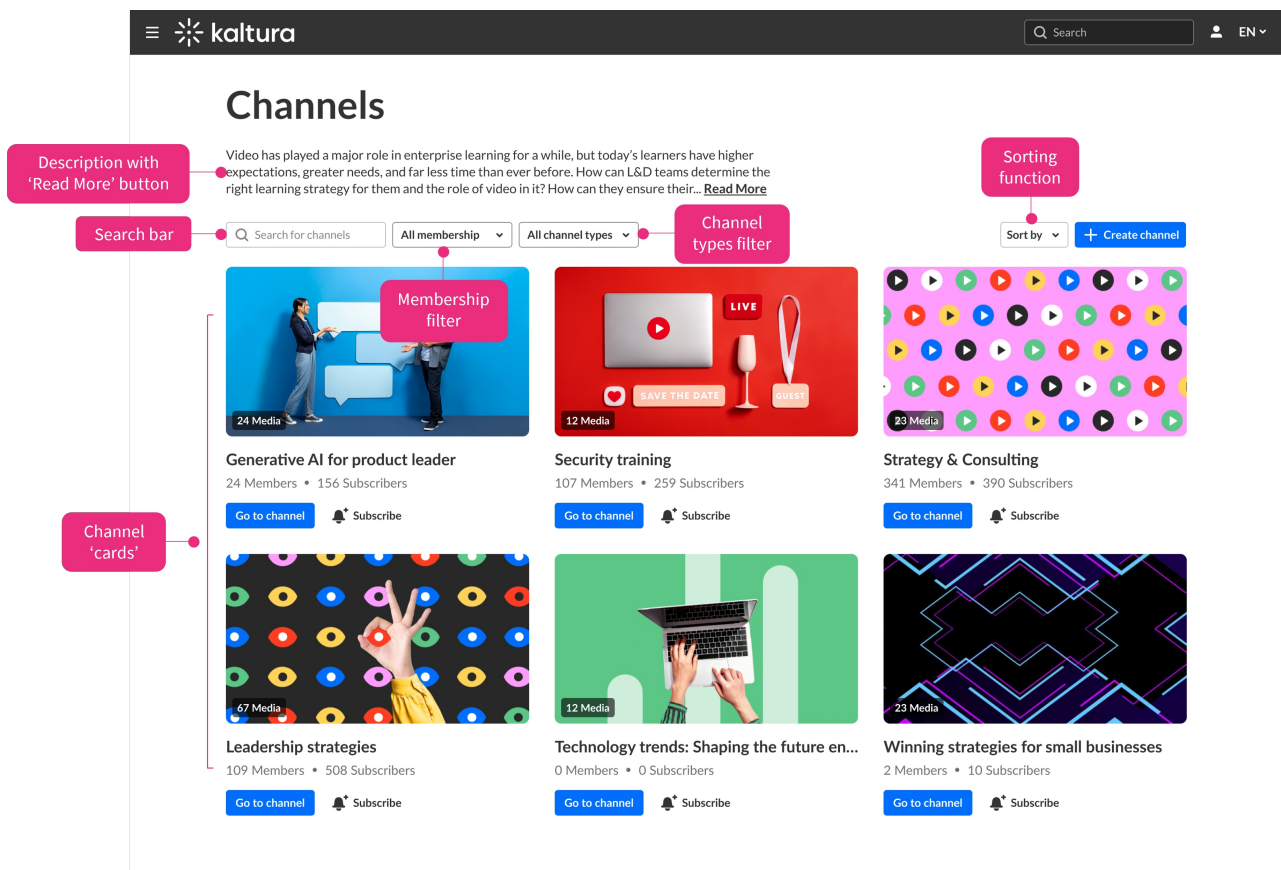 kaltura
Search
EN
Channels
Description with
'Read More' button
Video has played a major role in enterprise learning for a while, but today's learners have higher
expectations, greater needs, and far less time than ever before. How can L&D teams determine the
right learning strategy for them and the role of video in it? How can they ensure their... Read More
Sorting
function
Search bar
Search for channels
All membership
All channel types
Channel
types filter
Sort by
+ Create channel
Membership
filter
24 Media
LIVE
SAVE THE DATE
GUEST
12 Media
23 Media
Generative AI for product leader
24 Members • 156 Subscribers
Go to channel
Subscribe
Security training
107 Members • 259 Subscribers
Go to channel
Subscribe
Strategy & Consulting
341 Members • 390 Subscribers
Go to channel
Subscribe
Channel
'cards'
67 Media
12 Media
23 Media
Leadership strategies
109 Members • 508 Subscribers
Go to channel
Subscribe
Technology trends: Shaping the future en...
0 Members • 0 Subscribers
Go to channel
Subscribe
Winning strategies for small businesses
2 Members • 10 Subscribers
Go to channel
Subscribe